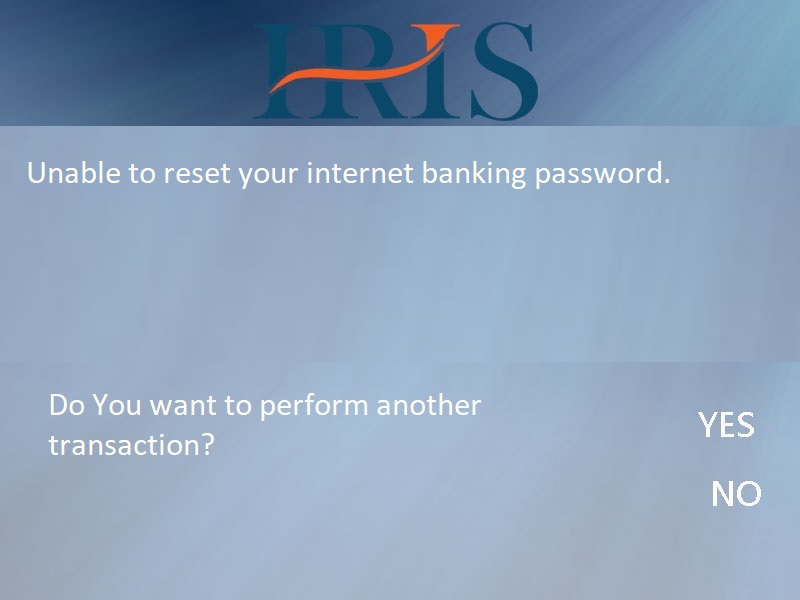 IRIS
Unable to reset your internet banking password.
Do You want to perform another
transaction?
YES
NO